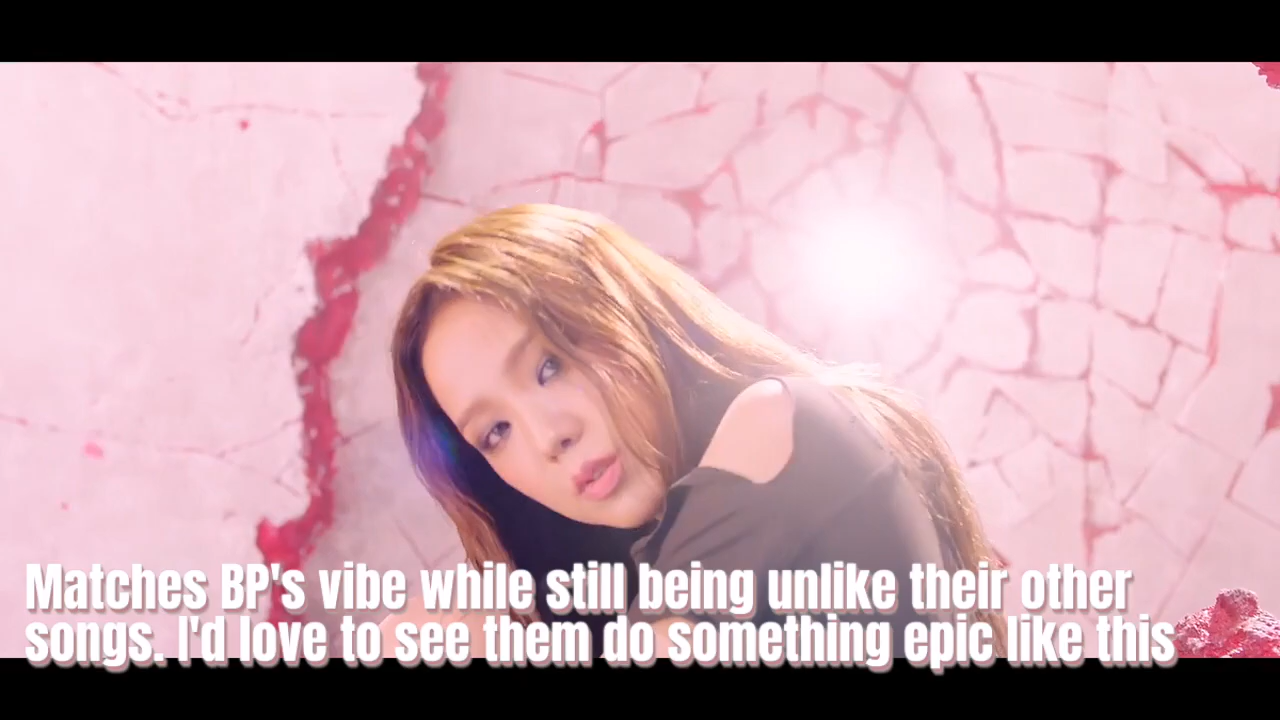 Matches BP's vibe while still being unlike their other
songs. I'd love to see them do something epic like this